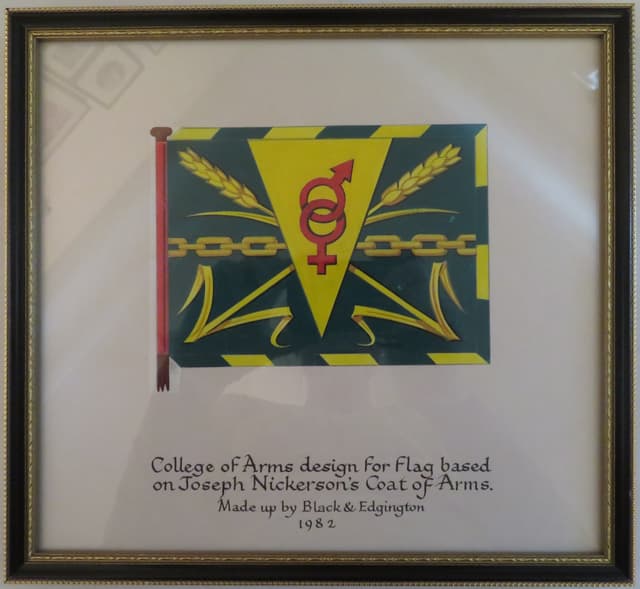 College of Arms design for flag based
on Joseph Nickerson's Coat of Arms.
Made up by Black & Edgington
1982